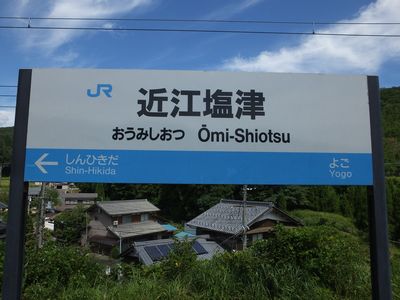 JR
近江塩津
おうみしおつ Ōmi-Shiotsu
しんひきだ
Shin-Hikida
よご
Yogo